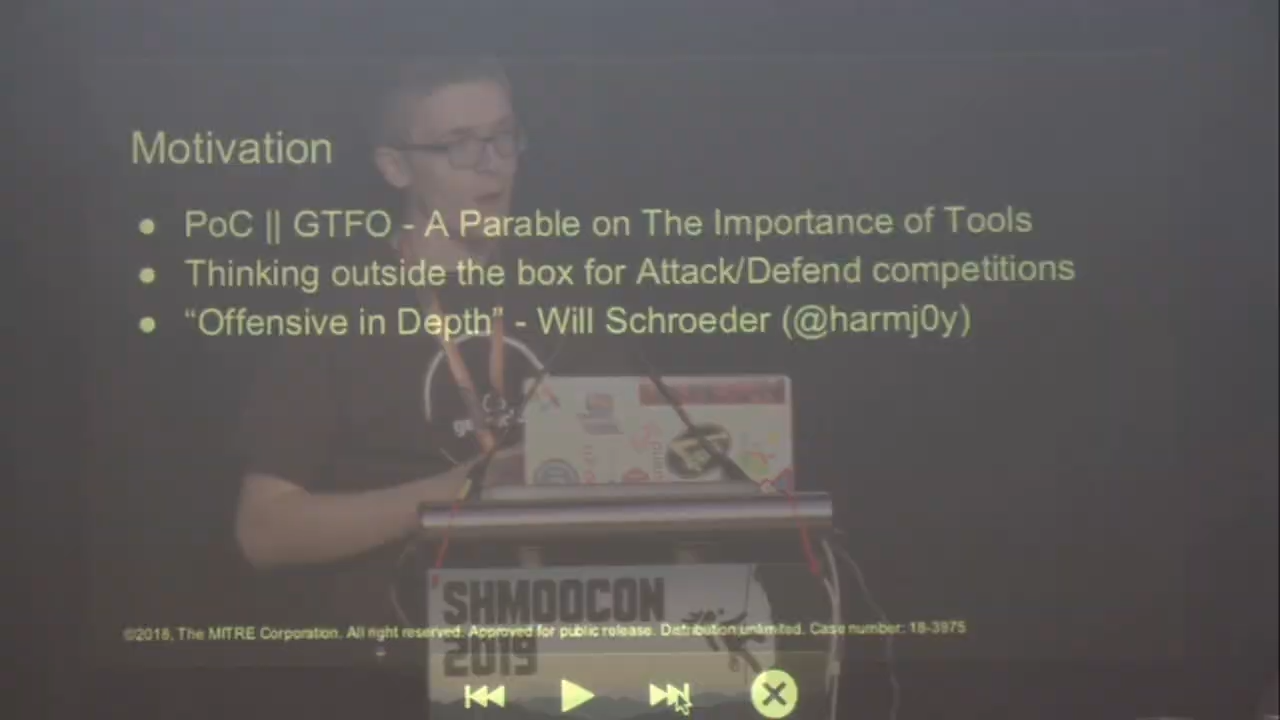 Motivation
● PoC || GTFO - A Parable on The Importance of Tools
● Thinking outside the box for Attack/Defend competitions
● “Offensive in Depth” - Will Schroeder (@harmj0y)
SHMOOCON
©2018, The MITRE Corporation. All right reserved. Approved for public release. Distribution unlimited. Case number: 18-3975
2019